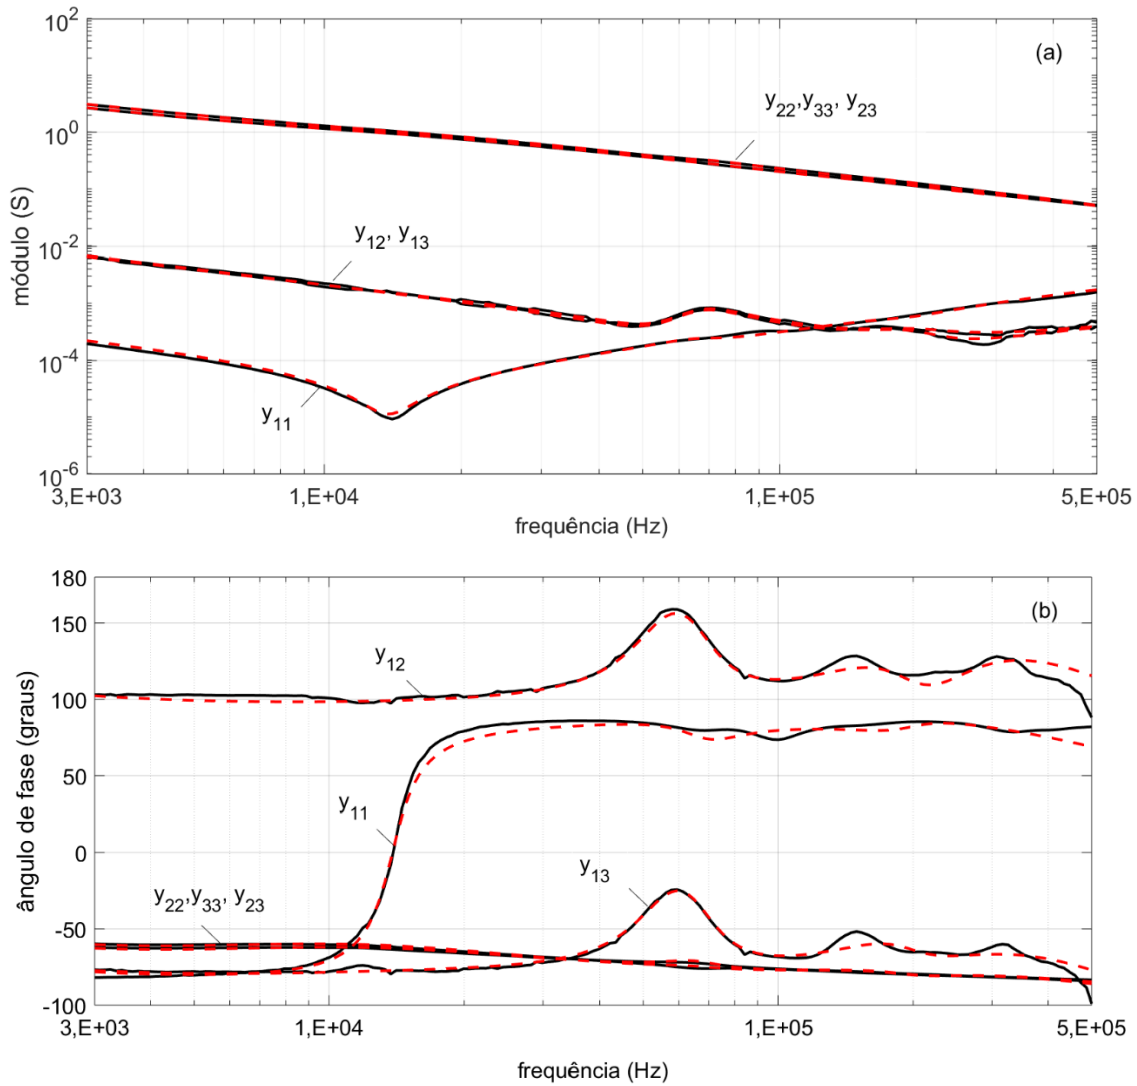 10^2
(a)
y_22,y_33, y_23
10^0
módulo (S)
y_12, y_13
10^-2
10^-4
y_11
10^-6
3,E+03 1,E+04 1,E+05 5,E+05
frequência (Hz)
180
(b)
150
y_12
100
ângulo de fase (graus)
50
y_11
0
y_13
y_22,y_33, y_23
-50
-100
3,E+03 1,E+04 1,E+05 5,E+05
frequência (Hz)